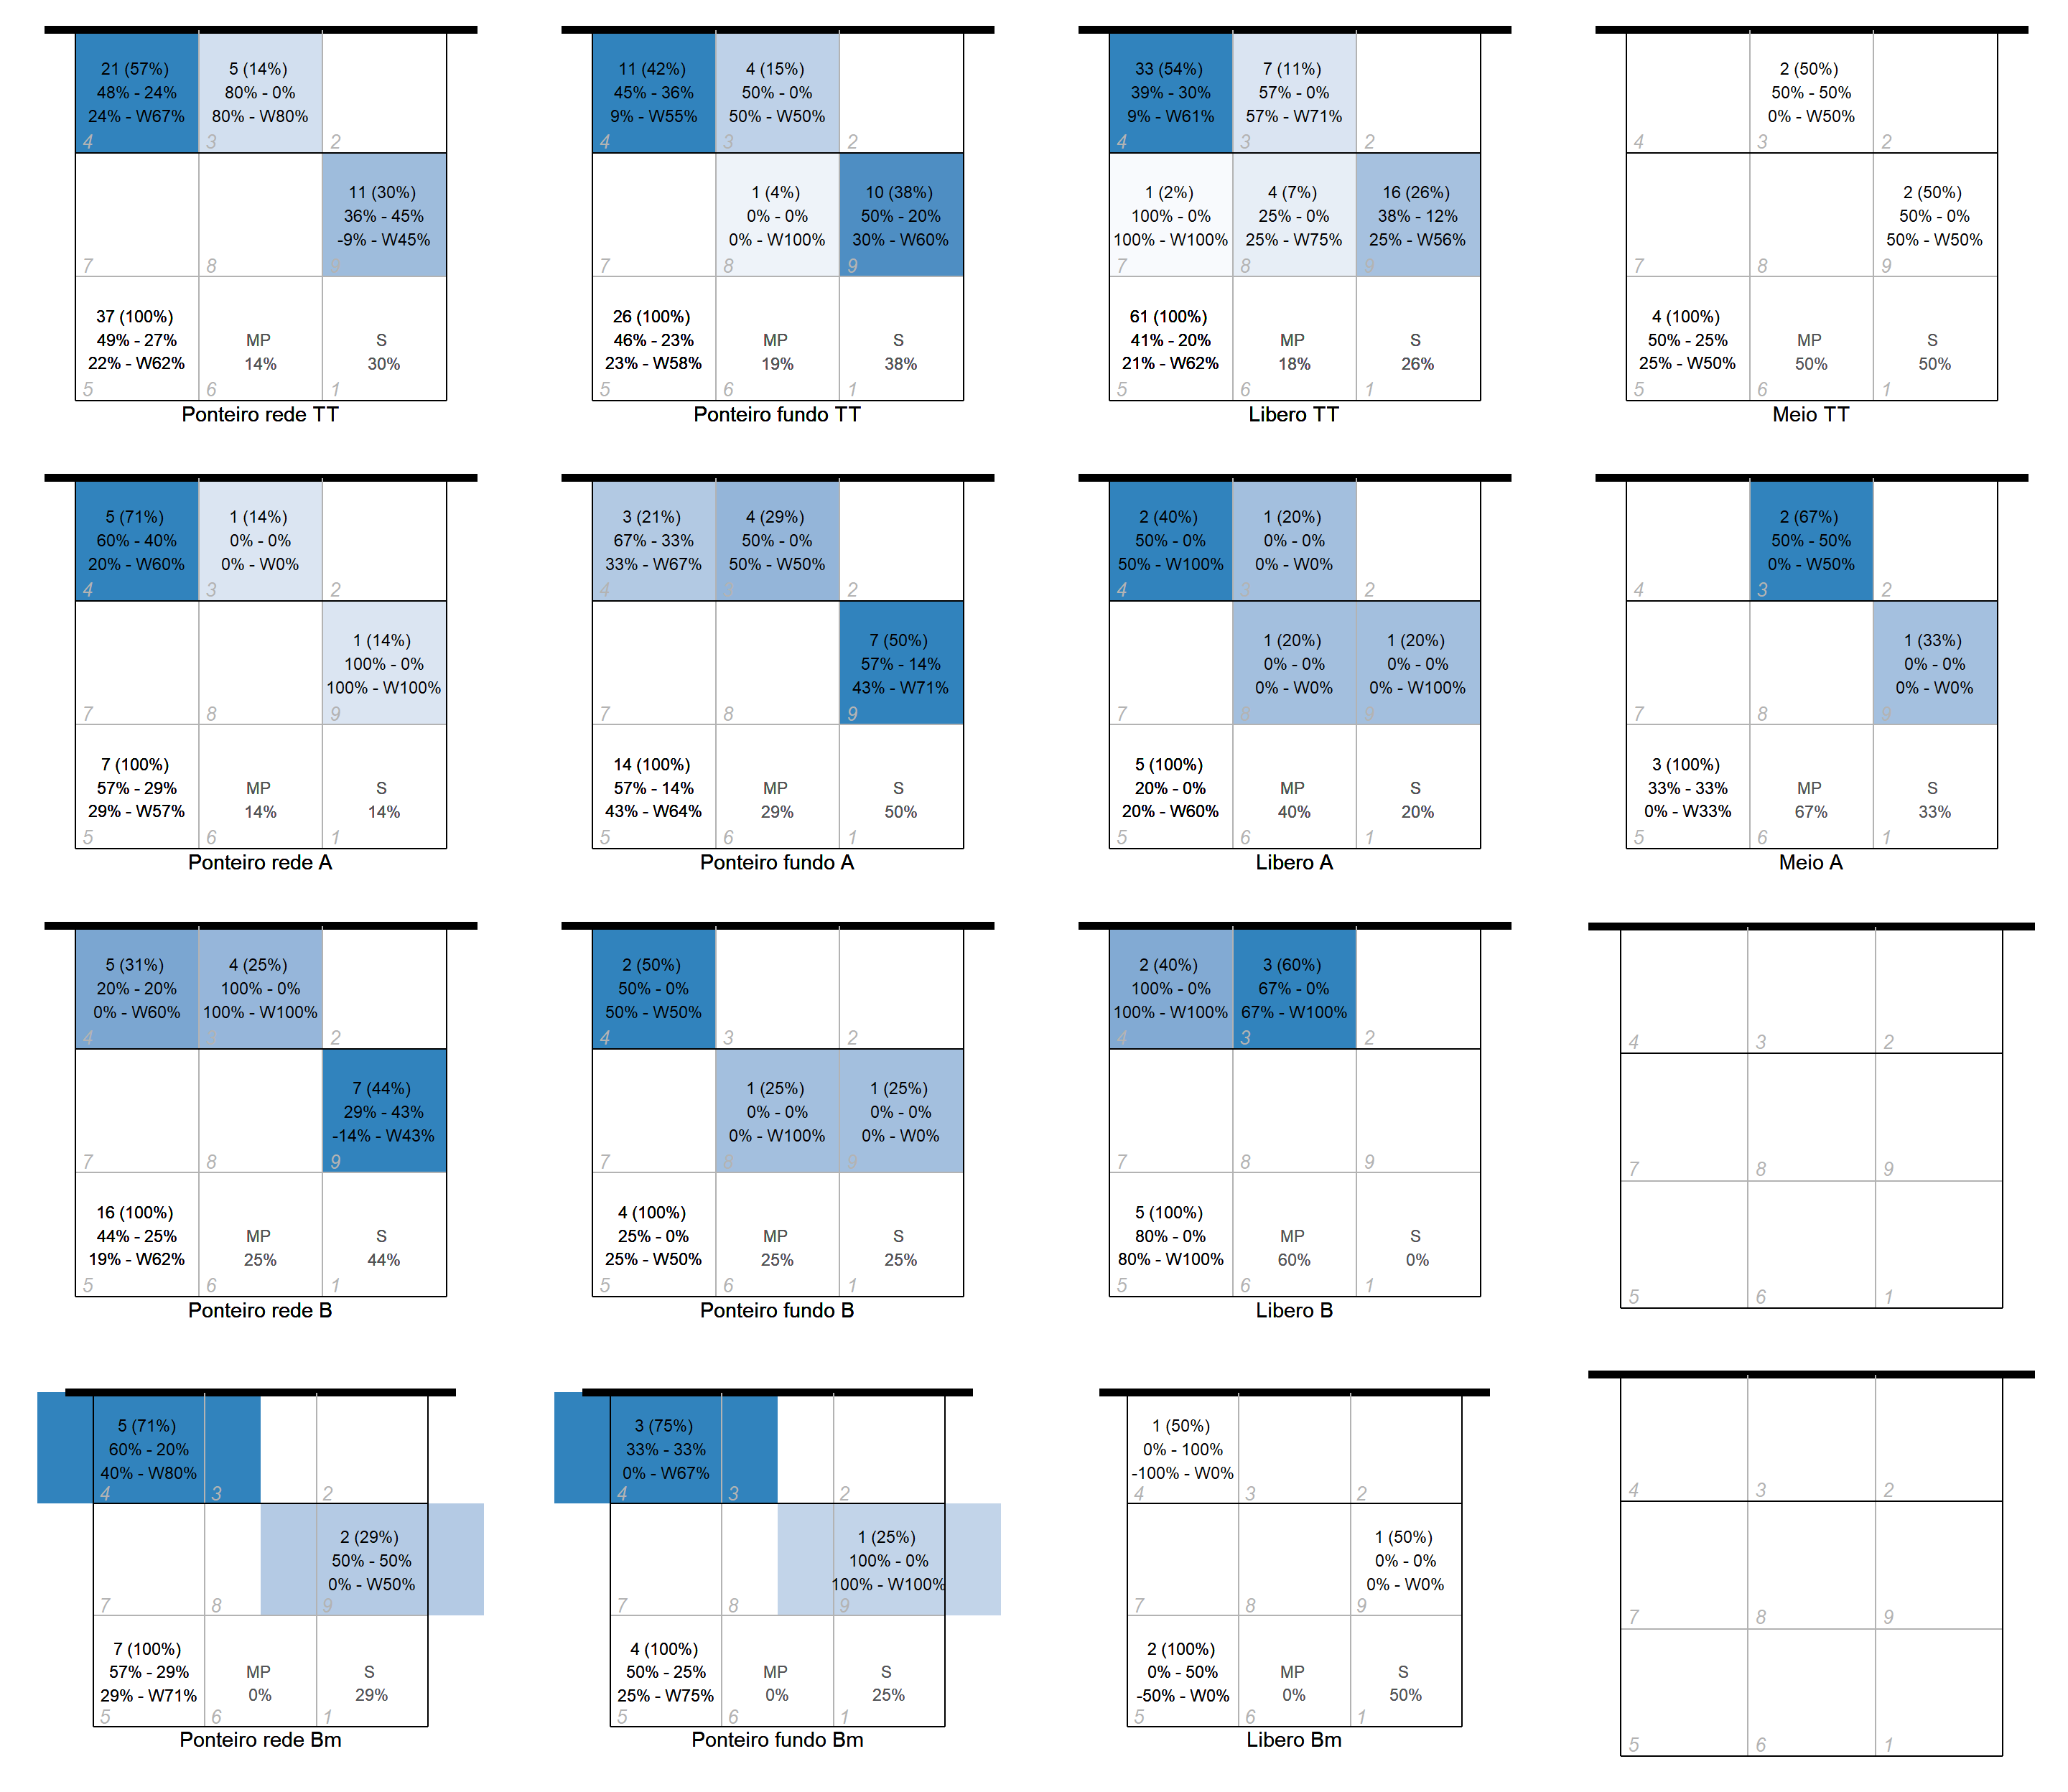 21 (57%)
48% - 24%
24% - W67%
4
5 (14%)
80% - 0%
80% - W80%
3
2
7
8
11 (30%)
36% - 45%
-9% - W45%
9
37 (100%)
49% - 27%
22% - W62%
5
MP
14%
6
S
30%
1
Ponteiro rede TT
11 (42%)
45% - 36%
9% - W55%
4
4 (15%)
50% - 0%
50% - W50%
3
2
7
1 (4%)
0% - 0%
0% - W100%
8
10 (38%)
50% - 20%
30% - W60%
9
26 (100%)
46% - 23%
23% - W58%
5
MP
19%
6
S
38%
1
Ponteiro fundo TT
33 (54%)
39% - 30%
9% - W61%
4
7 (11%)
57% - 0%
57% - W71%
3
2
1 (2%)
100% - 0%
100% - W100%
7
4 (7%)
25% - 0%
25% - W75%
8
16 (26%)
38% - 12%
25% - W56%
9
61 (100%)
41% - 20%
21% - W62%
5
MP
18%
6
S
26%
1
Libero TT
4
2 (50%)
50% - 50%
0% - W50%
3
2
7
8
2 (50%)
50% - 0%
50% - W50%
9
4 (100%)
50% - 25%
25% - W50%
5
MP
50%
6
S
50%
1
Meio TT
5 (71%)
60% - 40%
20% - W60%
4
1 (14%)
0% - 0%
0% - W0%
3
2
7
8
1 (14%)
100% - 0%
100% - W100%
9
7 (100%)
57% - 29%
29% - W57%
5
MP
14%
6
S
14%
1
Ponteiro rede A
3 (21%)
67% - 33%
33% - W67%
4
4 (29%)
50% - 0%
50% - W50%
3
2
7
8
7 (50%)
57% - 14%
43% - W71%
9
14 (100%)
57% - 14%
43% - W64%
5
MP
29%
6
S
50%
1
Ponteiro fundo A
2 (40%)
50% - 0%
50% - W100%
4
1 (20%)
0% - 0%
0% - W0%
3
2
7
1 (20%)
0% - 0%
0% - W0%
8
1 (20%)
0% - 0%
0% - W100%
9
5 (100%)
20% - 0%
20% - W60%
5
MP
40%
6
S
20%
1
Libero A
4
2 (67%)
50% - 50%
0% - W50%
3
2
7
8
1 (33%)
0% - 0%
0% - W0%
9
3 (100%)
33% - 33%
0% - W33%
5
MP
67%
6
S
33%
1
Meio A
5 (31%)
20% - 20%
0% - W60%
4
4 (25%)
100% - 0%
100% - W100%
3
2
7
8
7 (44%)
29% - 43%
-14% - W43%
9
16 (100%)
44% - 25%
19% - W62%
5
MP
25%
6
S
44%
1
Ponteiro rede B
2 (50%)
50% - 0%
50% - W50%
4
3
2
7
1 (25%)
0% - 0%
0% - W100%
8
1 (25%)
0% - 0%
0% - W0%
9
4 (100%)
25% - 0%
25% - W50%
5
MP
25%
6
S
25%
1
Ponteiro fundo B
2 (40%)
100% - 0%
100% - W100%
4
3 (60%)
67% - 0%
67% - W100%
3
2
7
8
9
5 (100%)
80% - 0%
80% - W100%
5
MP
60%
6
S
0%
1
Libero B
4
3
2
7
8
9
5
6
1
5 (71%)
60% - 20%
40% - W80%
4
3
2
7
8
2 (29%)
50% - 50%
0% - W50%
9
7 (100%)
57% - 29%
29% - W71%
5
MP
0%
6
S
29%
1
Ponteiro rede Bm
3 (75%)
33% - 33%
0% - W67%
4
3
2
7
8
1 (25%)
100% - 0%
100% - W100%
9
4 (100%)
50% - 25%
25% - W75%
5
MP
0%
6
S
25%
1
Ponteiro fundo Bm
1 (50%)
0% - 100%
-100% - W0%
4
3
2
7
8
1 (50%)
0% - 0%
0% - W0%
9
2 (100%)
0% - 50%
-50% - W0%
5
MP
0%
6
S
50%
1
Libero Bm
4
3
2
7
8
9
5
6
1